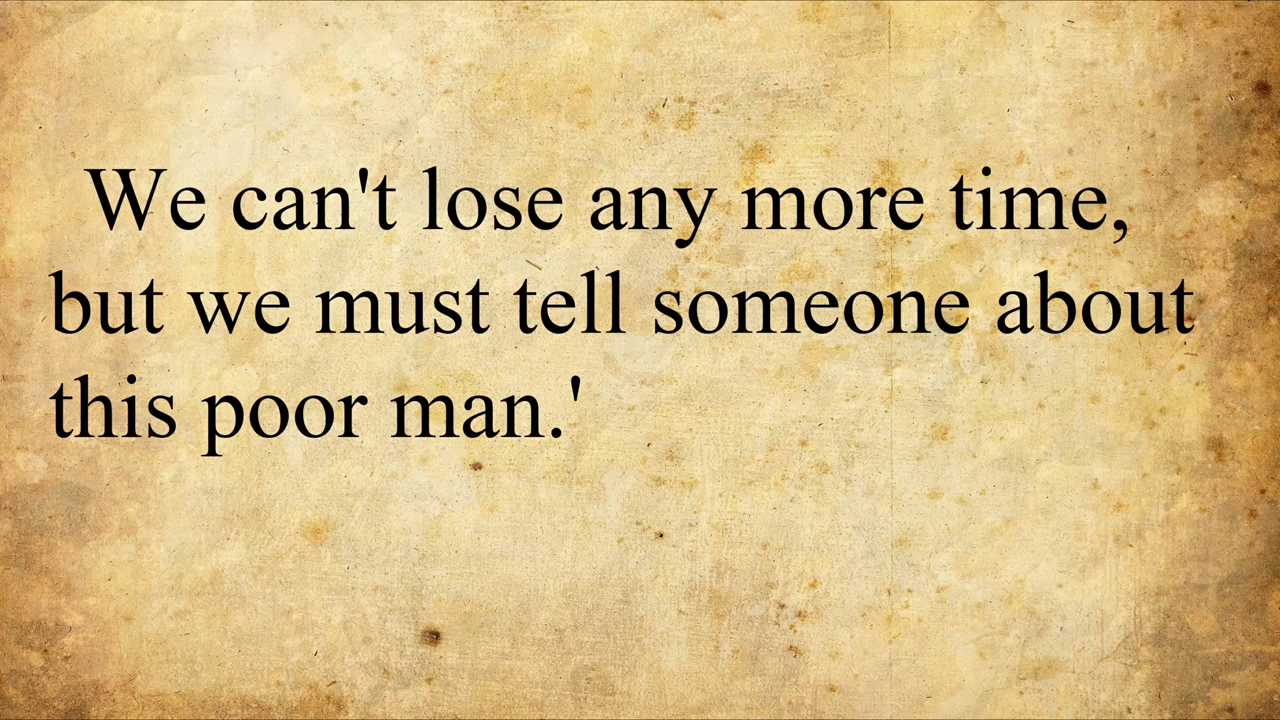 We can't lose any more time,
but we must tell someone about
this poor man.'